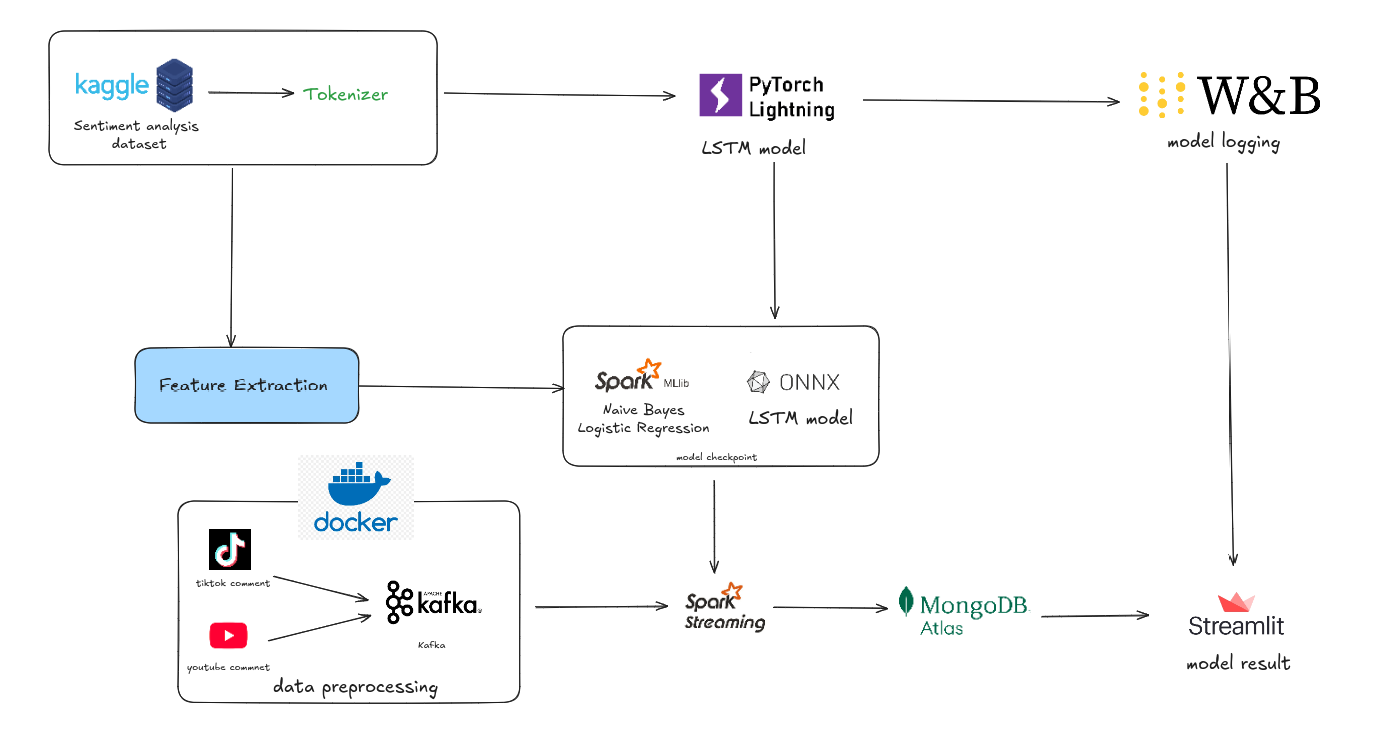 kaggle
Sentiment analysis
dataset
Tokenizer
PyTorch
Lightning
LSTM model
W&B
model logging
Feature Extraction
Spark MLlib
Naive Bayes
Logistic Regression
ONNX
LSTM model
model checkpoint
docker
tiktok comment
youtube commnet
APACHE
kafka
Kafka
data preprocessing
Spark
Streaming
MongoDB.
Atlas
Streamlit
model result